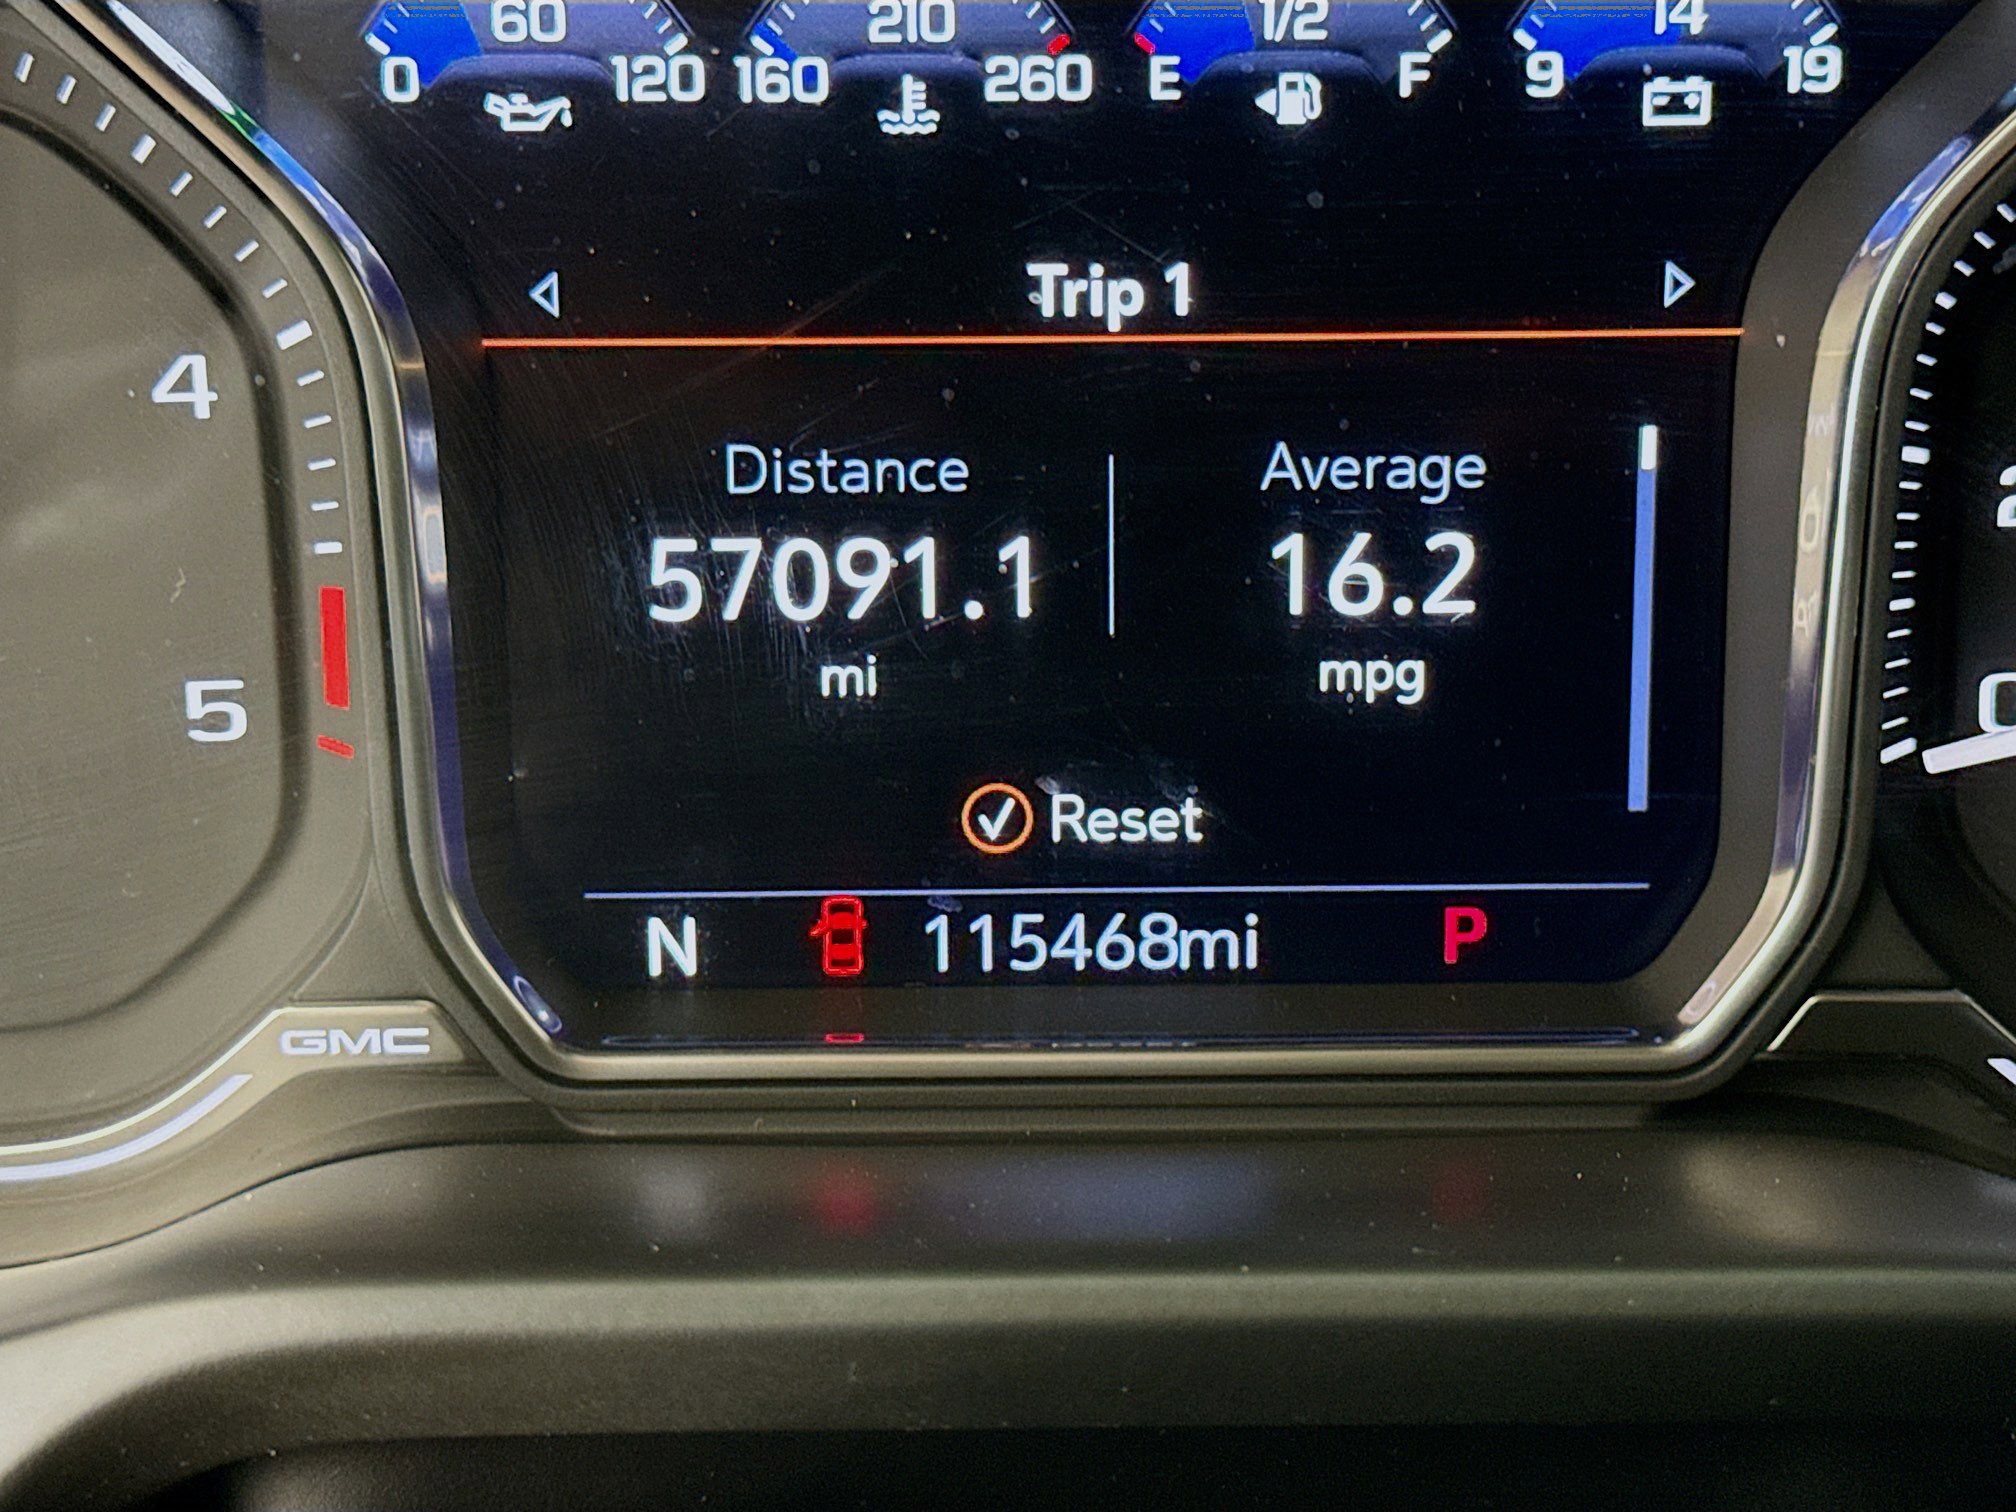 60 210 1/2 14
0 120 160 260 E F 9 19
Trip 1
4
Distance Average
57091.1 16.2
mi mpg
5 0
Reset
N 115468mi P
GMC